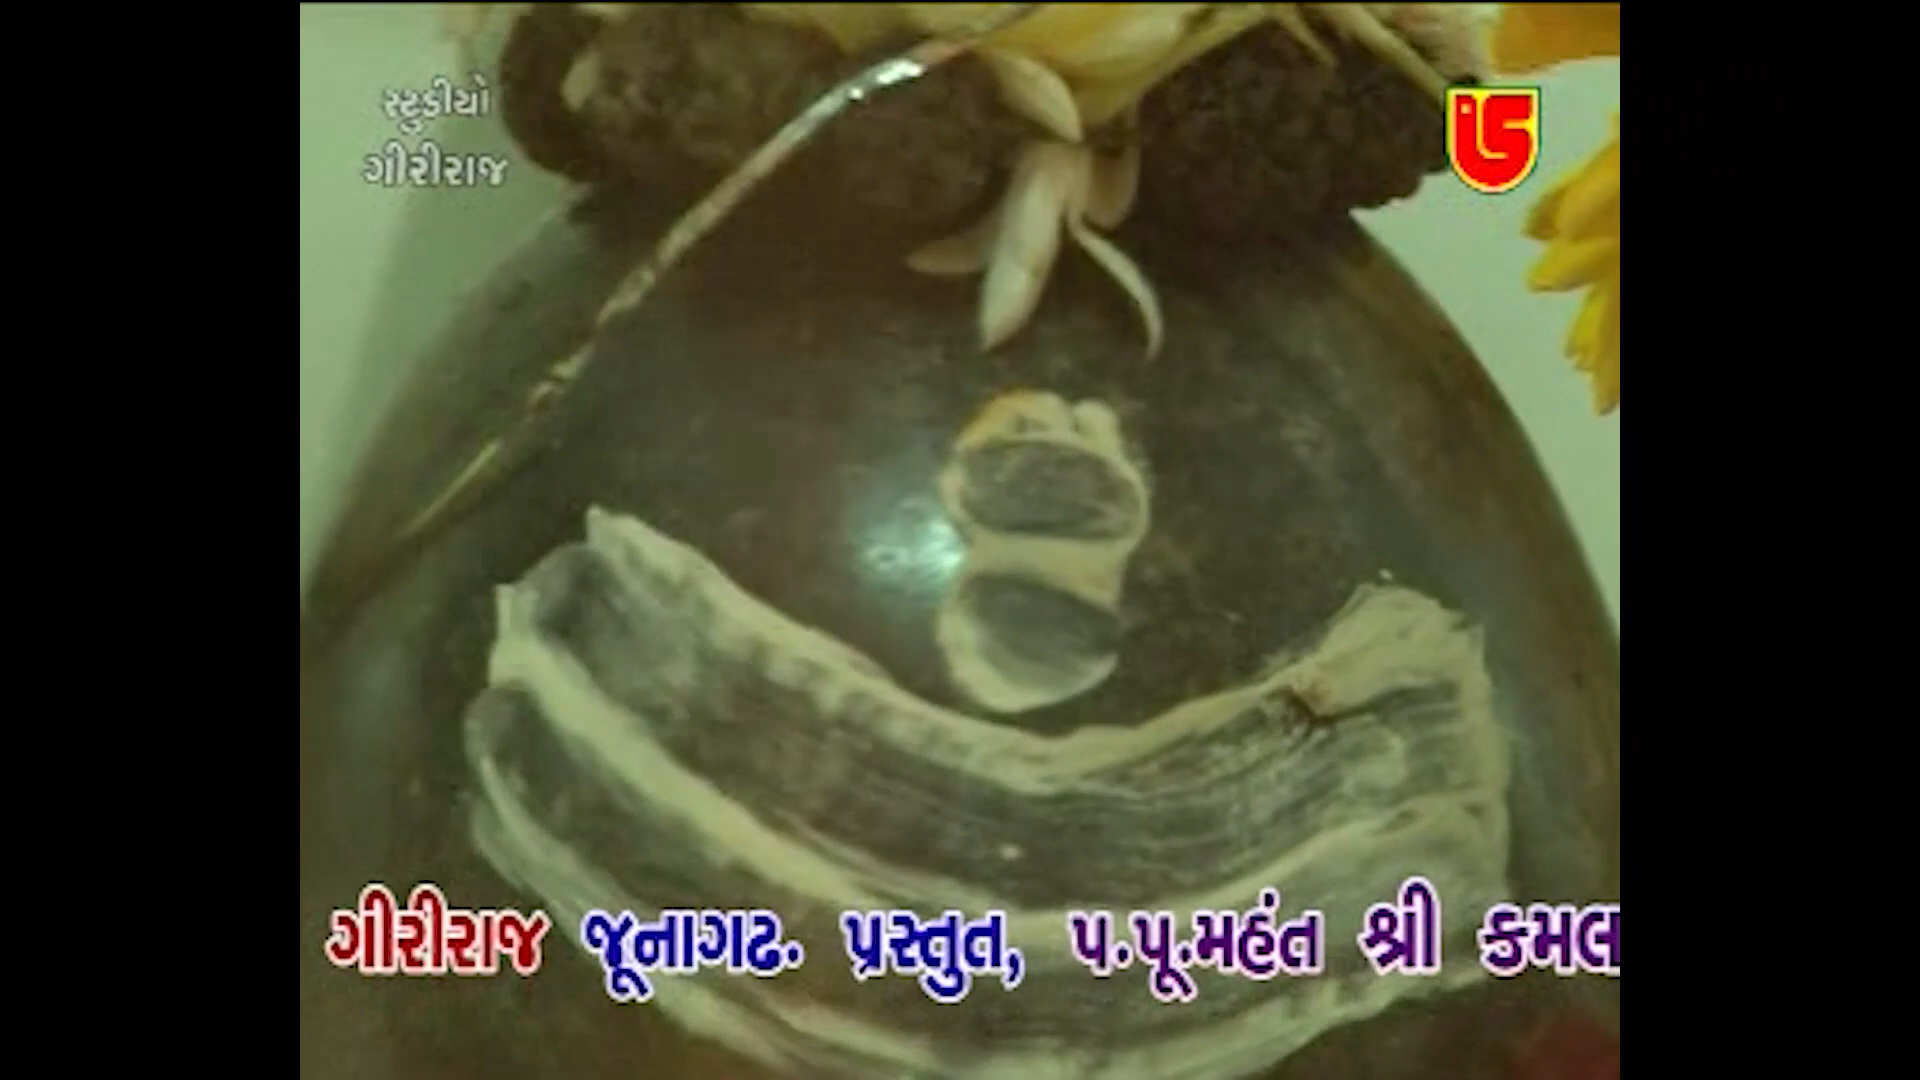 સ્ટુડીયો
ગીરીરાજ
ગીરીરાજ જૂનાગઢ. પ્રસ્તુત, પ.પૂ.મહંત શ્રી કમલ